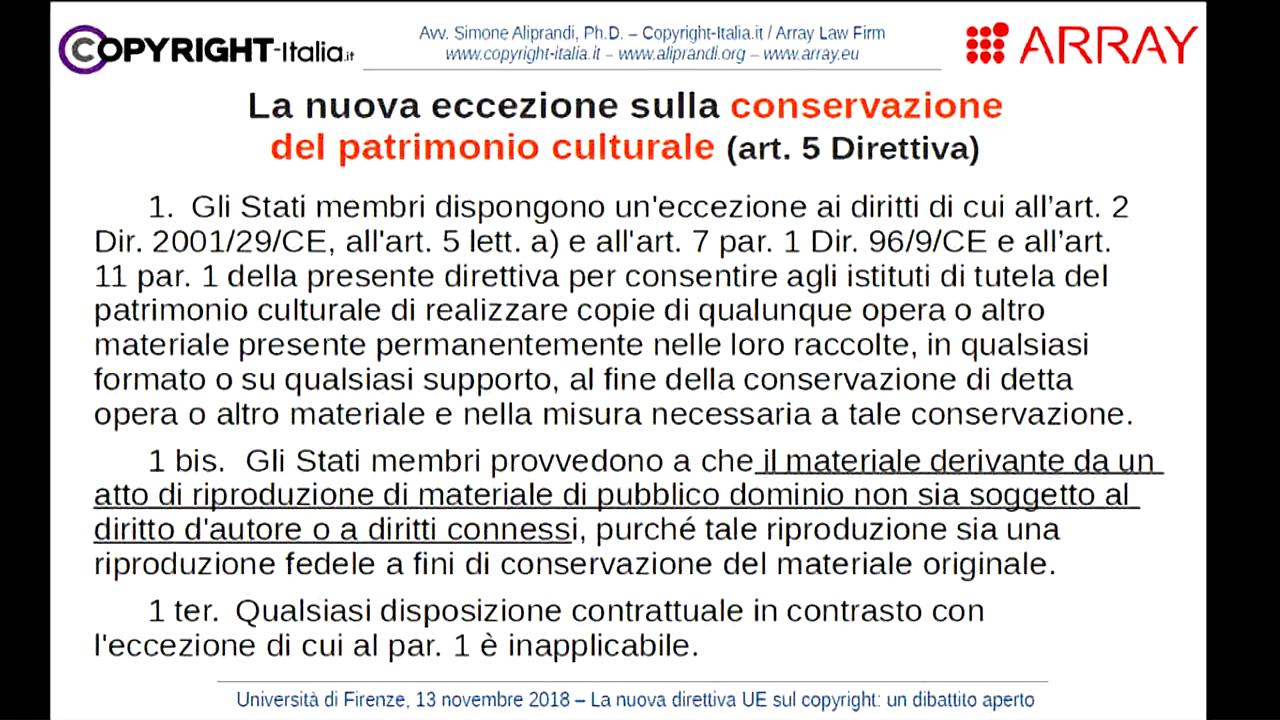 COPYRIGHT-Italia.it
Avv. Simone Aliprandi, Ph.D. – Copyright-Italia.it / Array Law Firm
www.copyright-italia.it – www.aliprandi.org – www.array.eu
ARRAY
La nuova eccezione sulla conservazione
del patrimonio culturale (art. 5 Direttiva)
1. Gli Stati membri dispongono un'eccezione ai diritti di cui all’art. 2
Dir. 2001/29/CE, all'art. 5 lett. a) e all'art. 7 par. 1 Dir. 96/9/CE e all’art.
11 par. 1 della presente direttiva per consentire agli istituti di tutela del
patrimonio culturale di realizzare copie di qualunque opera o altro
materiale presente permanentemente nelle loro raccolte, in qualsiasi
formato o su qualsiasi supporto, al fine della conservazione di detta
opera o altro materiale e nella misura necessaria a tale conservazione.
1 bis. Gli Stati membri provvedono a che il materiale derivante da un
atto di riproduzione di materiale di pubblico dominio non sia soggetto al
diritto d'autore o a diritti connessi, purché tale riproduzione sia una
riproduzione fedele a fini di conservazione del materiale originale.
1 ter. Qualsiasi disposizione contrattuale in contrasto con
l'eccezione di cui al par. 1 è inapplicabile.
Università di Firenze, 13 novembre 2018 – La nuova direttiva UE sul copyright: un dibattito aperto